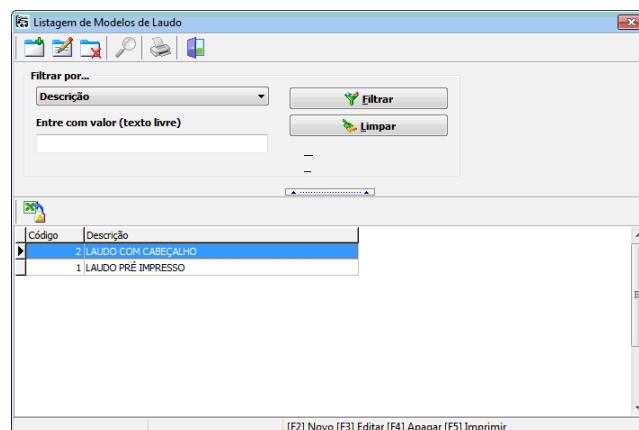 Listagem de Modelos de Laudo
Filtrar por...
Descrição
Filtrar
Entre com valor (texto livre)
Limpar
Código Descrição
2 LAUDO COM CABEÇALHO
1 LAUDO PRÉ IMPRESSO
[F2] Novo [F3] Editar [F4] Apagar [F5] Imprimir